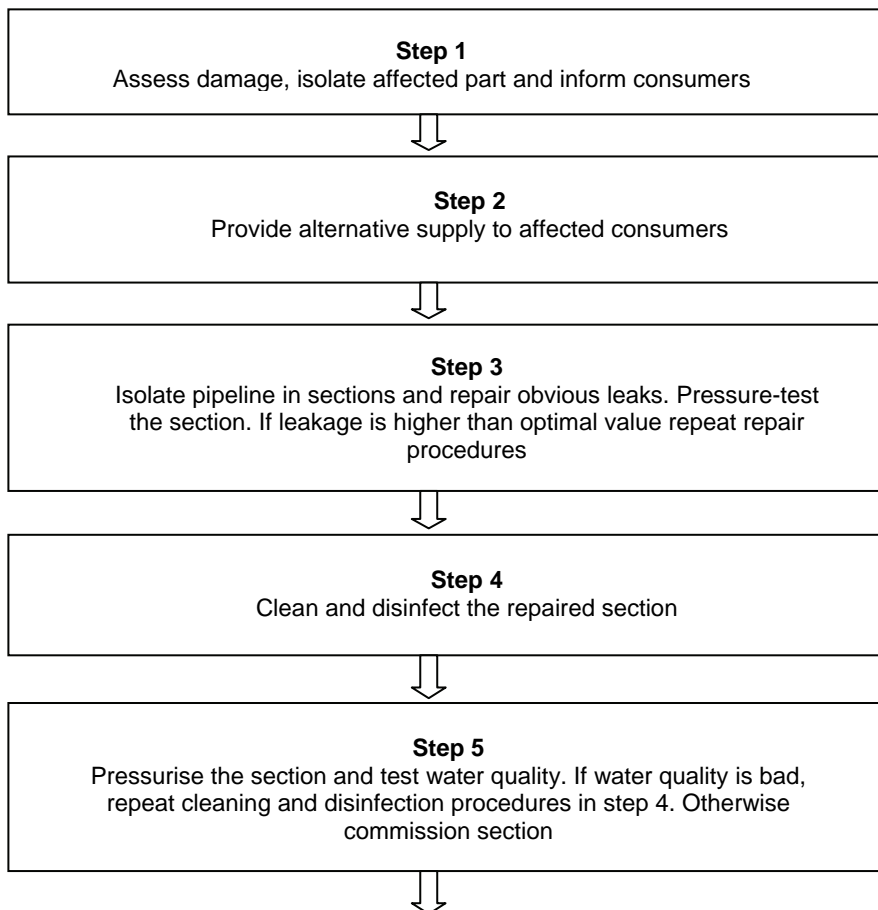 Step 1
Assess damage, isolate affected part and inform consumers
Step 2
Provide alternative supply to affected consumers
Step 3
Isolate pipeline in sections and repair obvious leaks. Pressure-test
the section. If leakage is higher than optimal value repeat repair
procedures
Step 4
Clean and disinfect the repaired section
Step 5
Pressurise the section and test water quality. If water quality is bad,
repeat cleaning and disinfection procedures in step 4. Otherwise
commission section